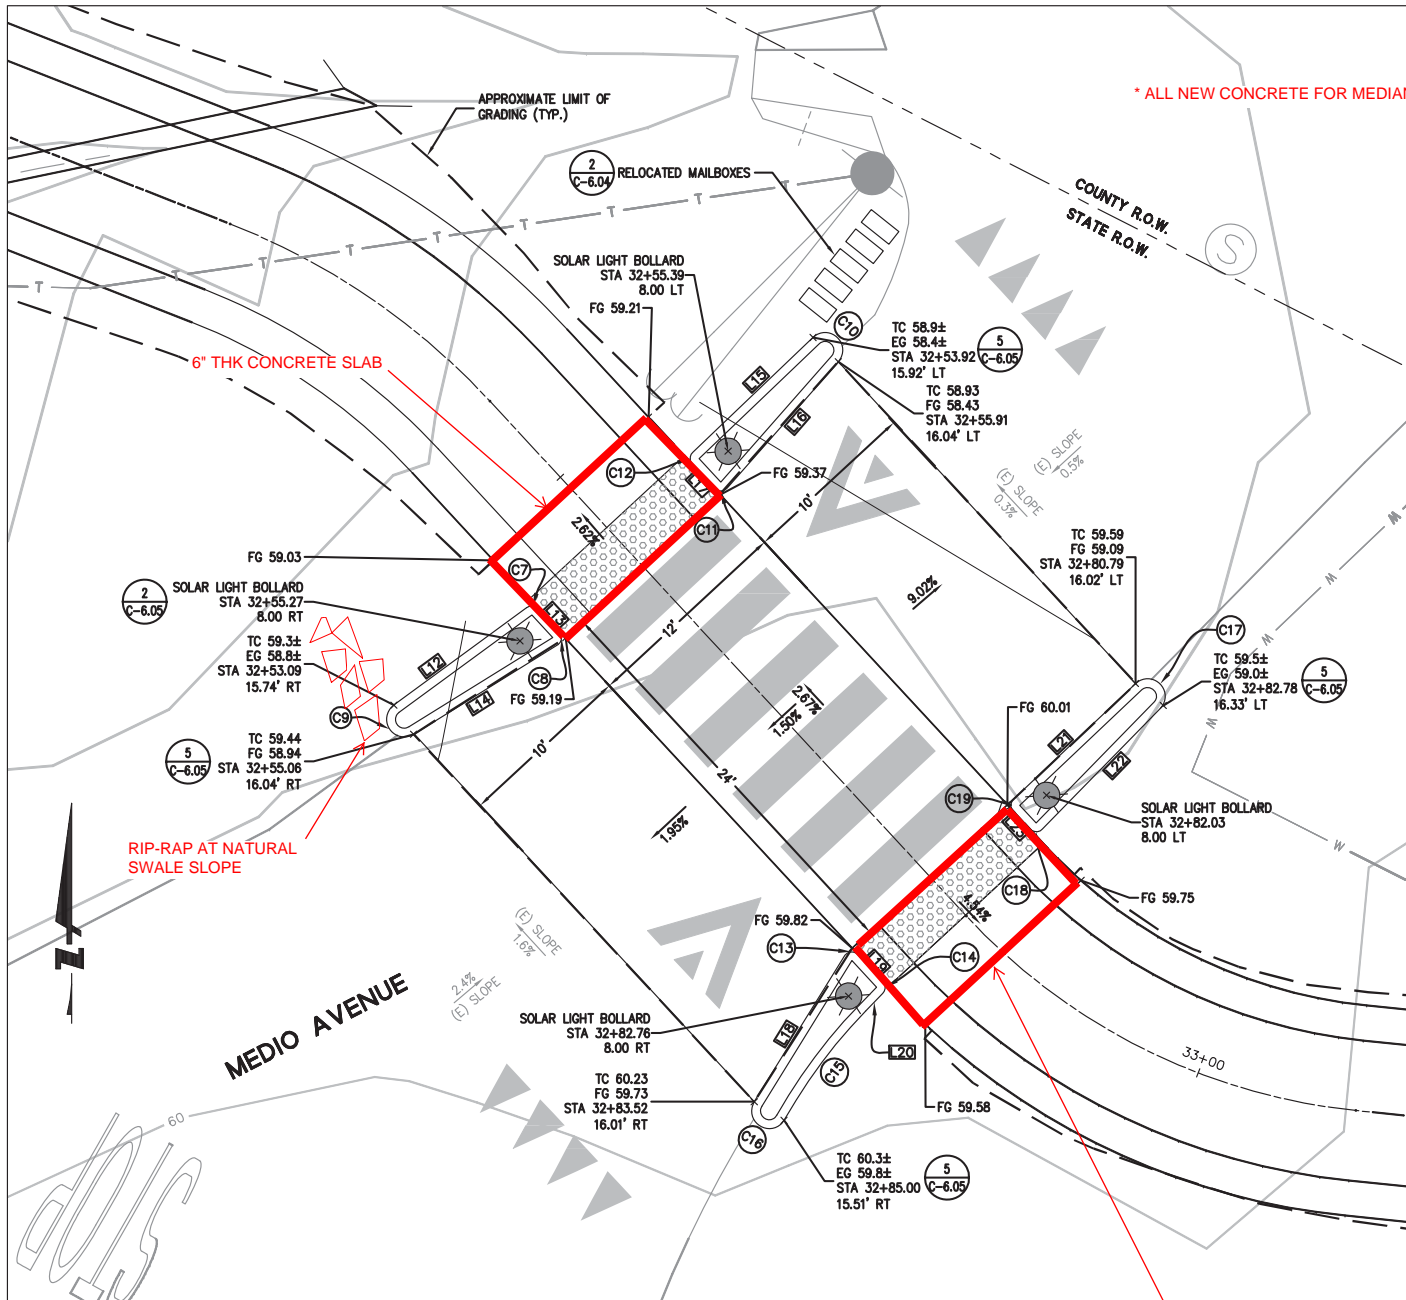 * ALL NEW CONCRETE FOR MEDIAN
APPROXIMATE LIMIT OF
GRADING (TYP.)
2
C-6.04
RELOCATED MAILBOXES
COUNTY R.O.W.
STATE R.O.W.
S
T
T
T
T
T
T
T
SOLAR LIGHT BOLLARD
STA 32+55.39
8.00 LT
FG 59.21
C10
TC 58.9±
EG 58.4±
STA 32+53.92
15.92' LT
5
C-6.05
6" THK CONCRETE SLAB
L15
L16
TC 58.93
FG 58.43
STA 32+55.91
16.04' LT
C12
L17
FG 59.37
C11
10'
(E) SLOPE
0.5%
(E) SLOPE
0.3%
2.62%
FG 59.03
C7
L13
2
C-6.05
SOLAR LIGHT BOLLARD
STA 32+55.27
8.00 RT
TC 59.59
FG 59.09
STA 32+80.79
16.02' LT
9.02%
12'
TC 59.3±
EG 58.8±
STA 32+53.09
15.74' RT
L12
L14
C8
FG 59.19
C9
C17
TC 59.5±
EG 59.0±
STA 32+82.78
16.33' LT
5
C-6.05
W
W
W
W
W
W
W
2.67%
1.50%
FG 60.01
5
C-6.05
TC 59.44
FG 58.94
STA 32+55.06
16.04' RT
10'
24'
L21
L22
C19
L23
SOLAR LIGHT BOLLARD
STA 32+82.03
8.00 LT
1.95%
RIP-RAP AT NATURAL
SWALE SLOPE
C18
FG 59.75
4.54%
FG 59.82
C13
L19
C14
(E) SLOPE
1.6%
2.4%
(E) SLOPE
Z
MEDIO AVENUE
SOLAR LIGHT BOLLARD
STA 32+82.76
8.00 RT
L18
C15
L20
33+00
TC 60.23
FG 59.73
STA 32+83.52
16.01' RT
FG 59.58
C16
60
TC 60.3±
EG 59.8±
STA 32+85.00
15.51' RT
5
C-6.05
STOP